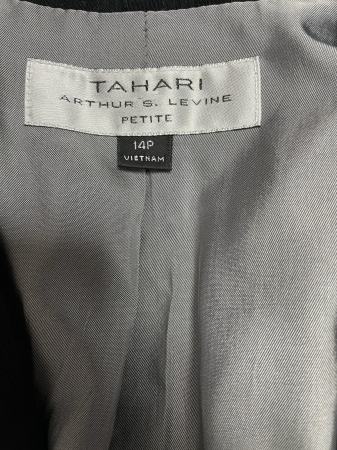 TAHARI
ARTHUR S. LEVINE
PETITE
14P
VIETNAM